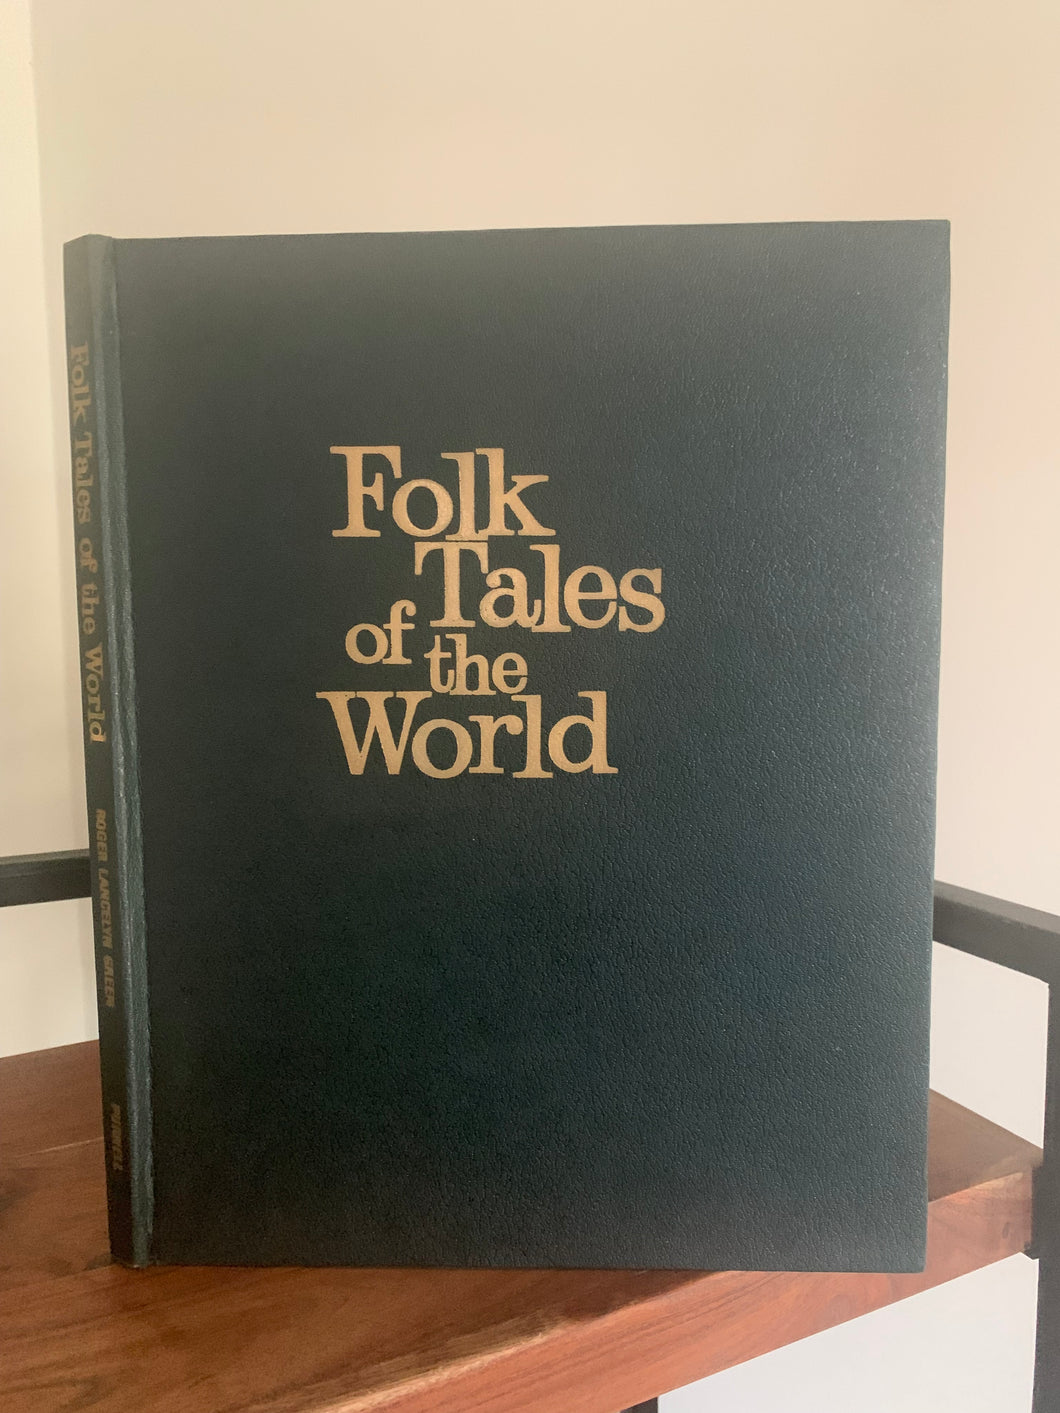 Folk
Tales
of the
World
Folk Tales of the World
ROGER LANCELYN GREEN
PURNELL